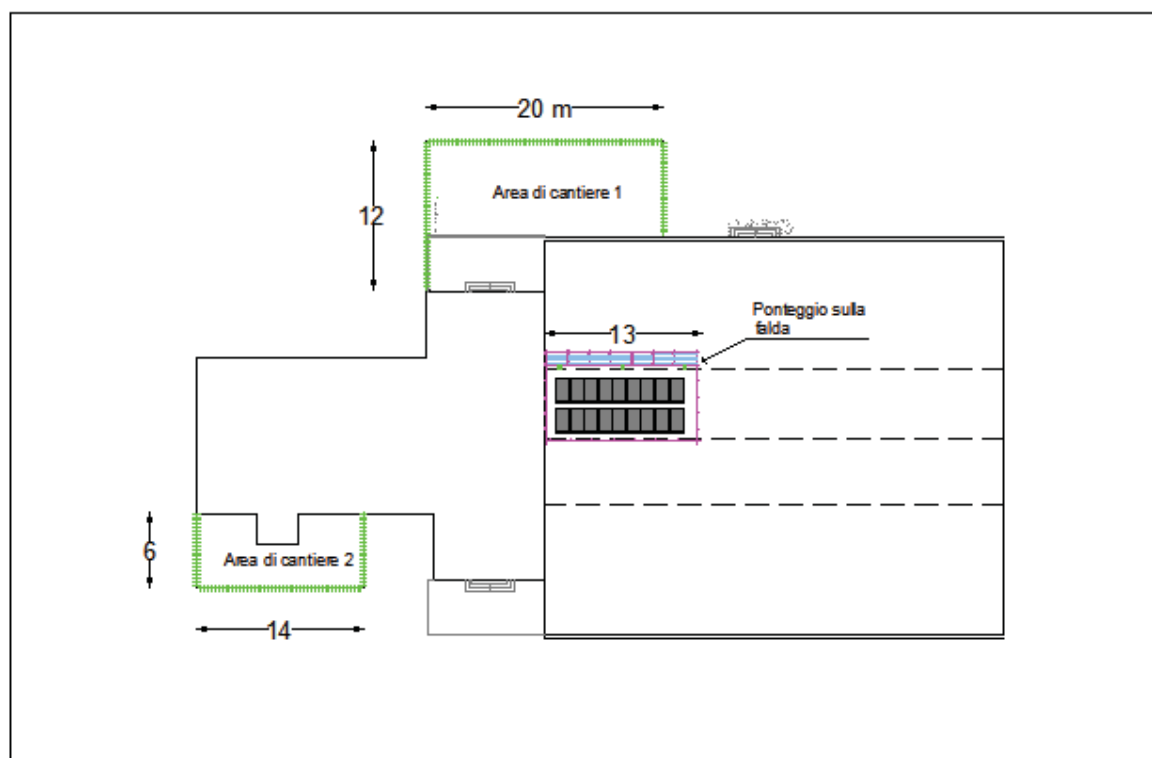 20 m
Area di cantiere 1
12
Ponteggio sulla
falda
13
6
Area di cantiere 2
14